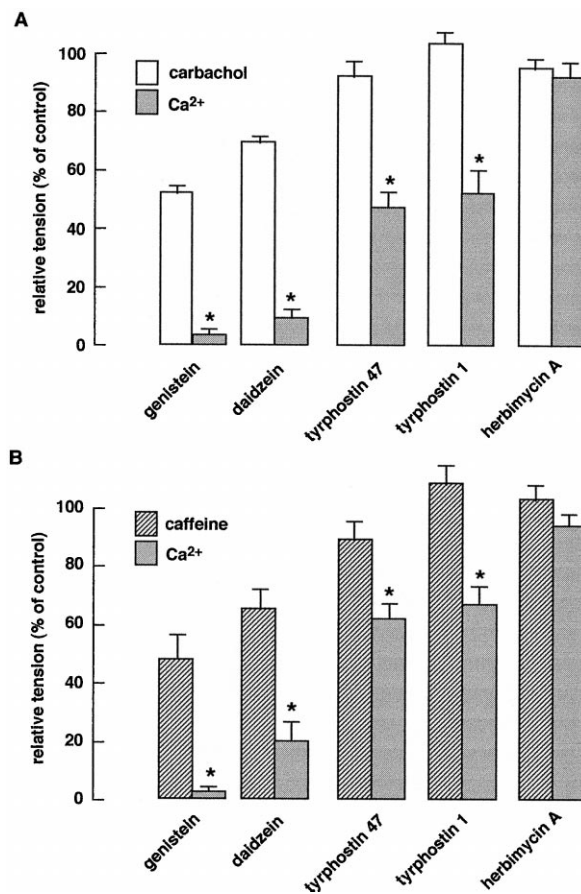 A
relative tension (% of control)
100
80
60
40
20
0
carbachol
Ca²⁺
*
*
*
*
genistein
daidzein
tyrphostin 47
tyrphostin 1
herbimycin A
B
relative tension (% of control)
100
80
60
40
20
0
caffeine
Ca²⁺
*
*
*
*
genistein
daidzein
tyrphostin 47
tyrphostin 1
herbimycin A